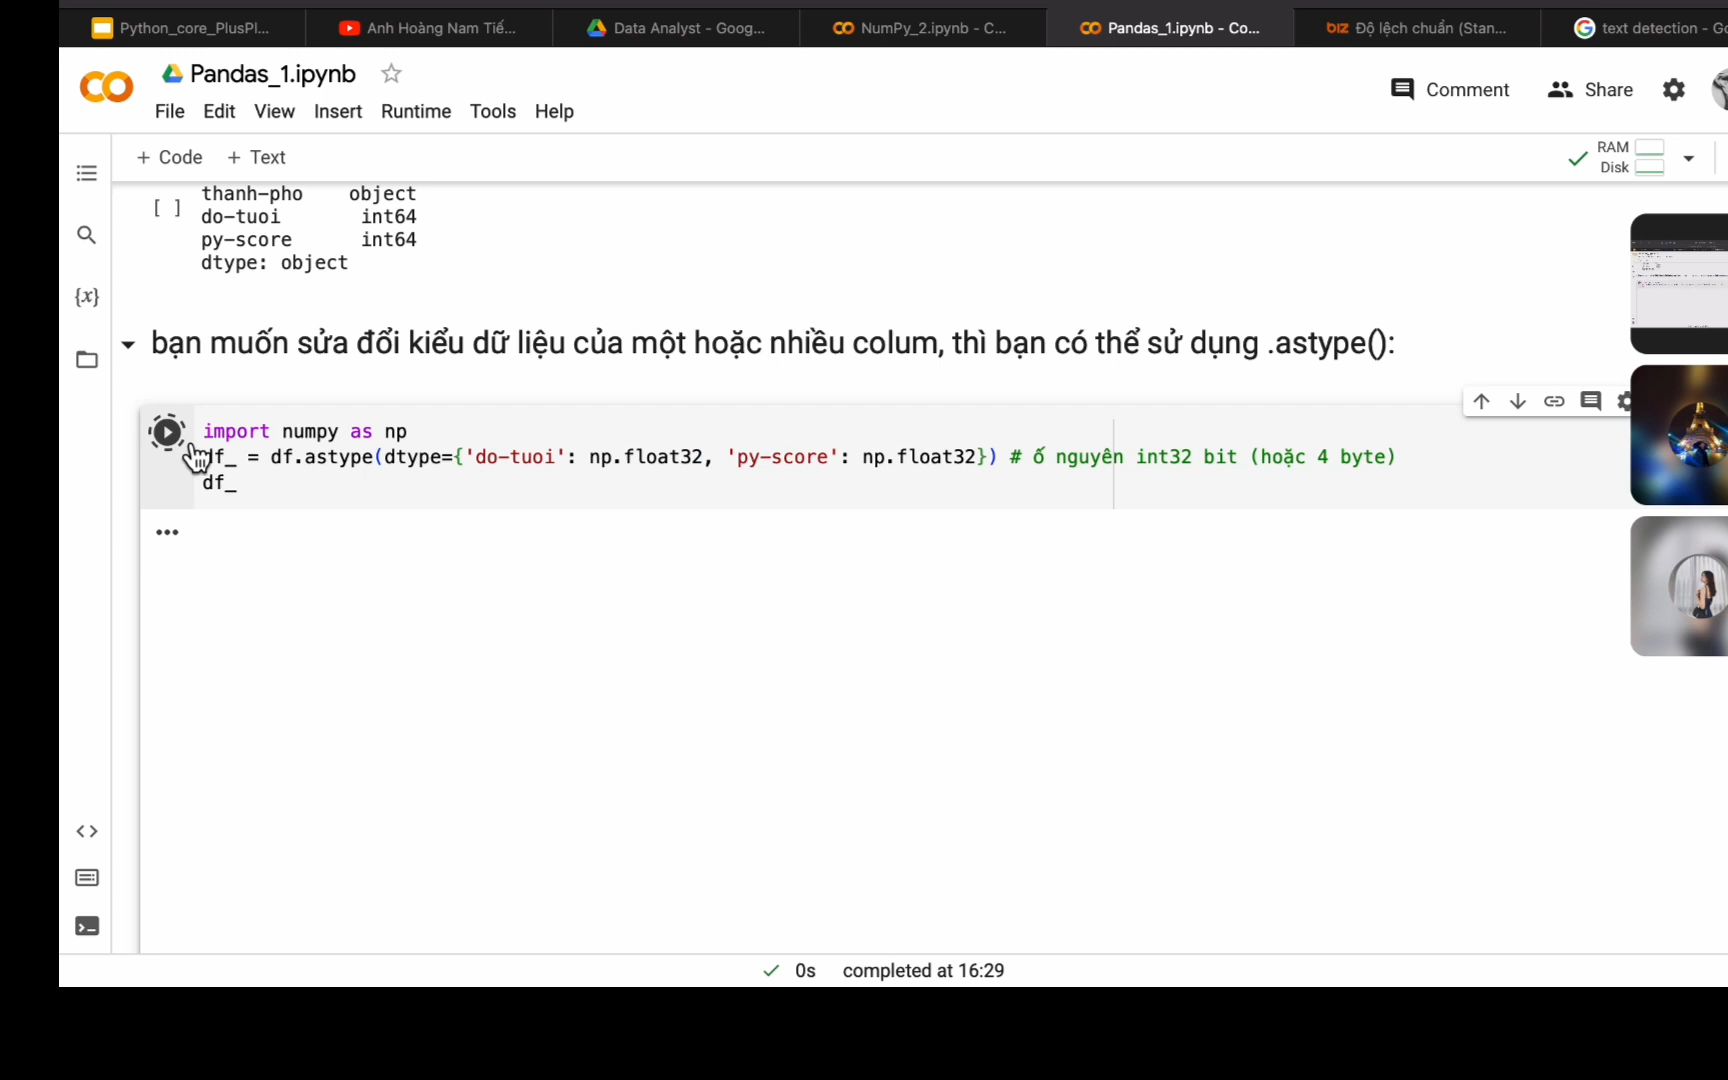 Python_core_PlusPl...
Anh Hoàng Nam Tiế...
Data Analyst - Goog...
NumPy_2.ipynb - C...
Pandas_1.ipynb - Co...
biz Độ lệch chuẩn (Stan...
text detection - Go
Pandas_1.ipynb
File Edit View Insert Runtime Tools Help
Comment
Share
+ Code + Text
RAM
Disk
[ ]
thanh-pho object
do-tuoi int64
py-score int64
dtype: object
{x}
bạn muốn sửa đổi kiểu dữ liệu của một hoặc nhiều colum, thì bạn có thể sử dụng .astype():
import numpy as np
df_ = df.astype(dtype={'do-tuoi': np.float32, 'py-score': np.float32}) # ố nguyên int32 bit (hoặc 4 byte)
df_
0s completed at 16:29